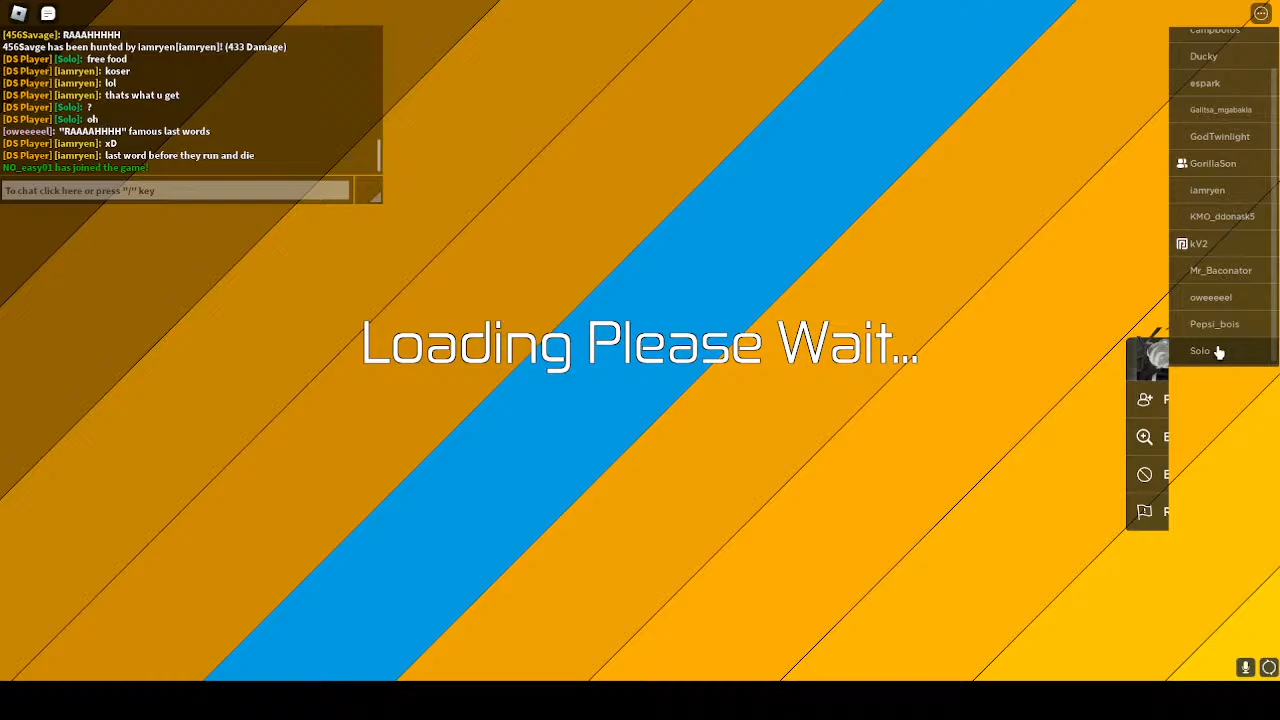 [456Savage]: RAAAHHHHH
456Savge has been hunted by iamryen[iamryen]! (433 Damage)
[DS Player] [Solo]: free food
[DS Player] [iamryen]: koser
[DS Player] [iamryen]: lol
[DS Player] [iamryen]: thats what u get
[DS Player] [Solo]: ?
[DS Player] [Solo]: oh
[oweeeeel]: "RAAAAHHHH" famous last words
[DS Player] [iamryen]: xD
[DS Player] [iamryen]: last word before they run and die
NO_easy01 has joined the game!
To chat click here or press "/" key
Loading Please Wait...
Ducky
espark
Galitsa_mgabakla
GodTwinlight
GorillaSon
iamryen
KMO_ddonask5
kV2
Mr_Baconator
oweeeeel
Pepsi_bois
Solo